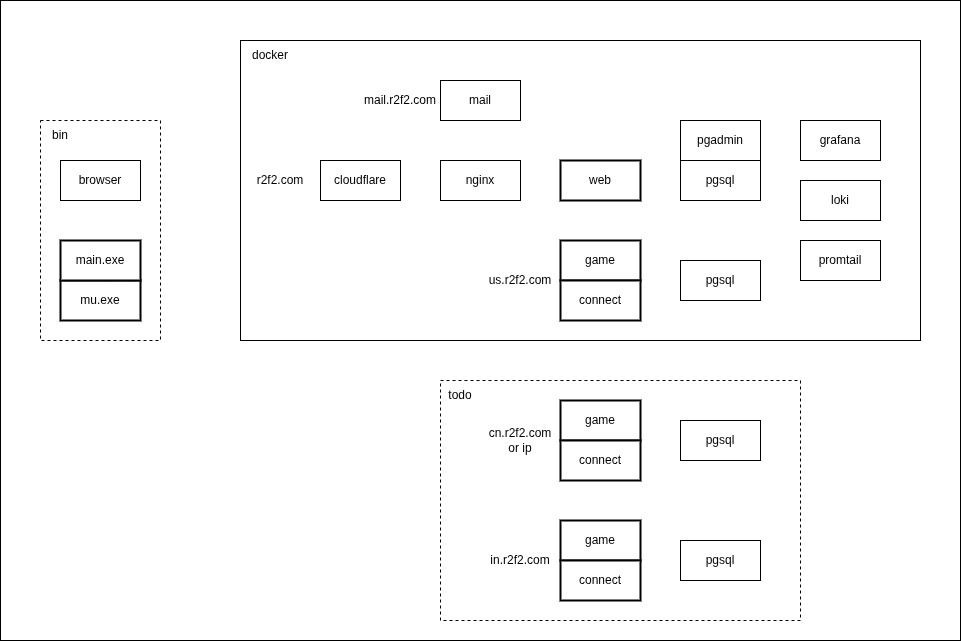 docker
mail.r2f2.com
mail
bin
browser
r2f2.com
cloudflare
nginx
web
pgadmin
pgsql
grafana
loki
promtail
main.exe
mu.exe
us.r2f2.com
game
connect
pgsql
todo
cn.r2f2.com
or ip
game
connect
pgsql
in.r2f2.com
game
connect
pgsql